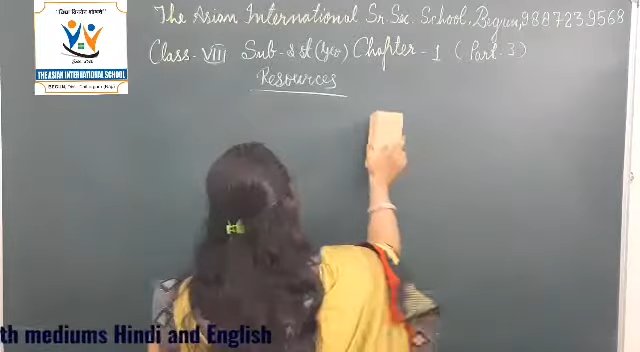 The Asian International Sr. Sec. School, Begun, 9887239568
Class-VIII Sub-S.St (Geo) Chapter-1 (Part-3)
Resources
THE ASIAN INTERNATIONAL SCHOOL
th mediums Hindi and English